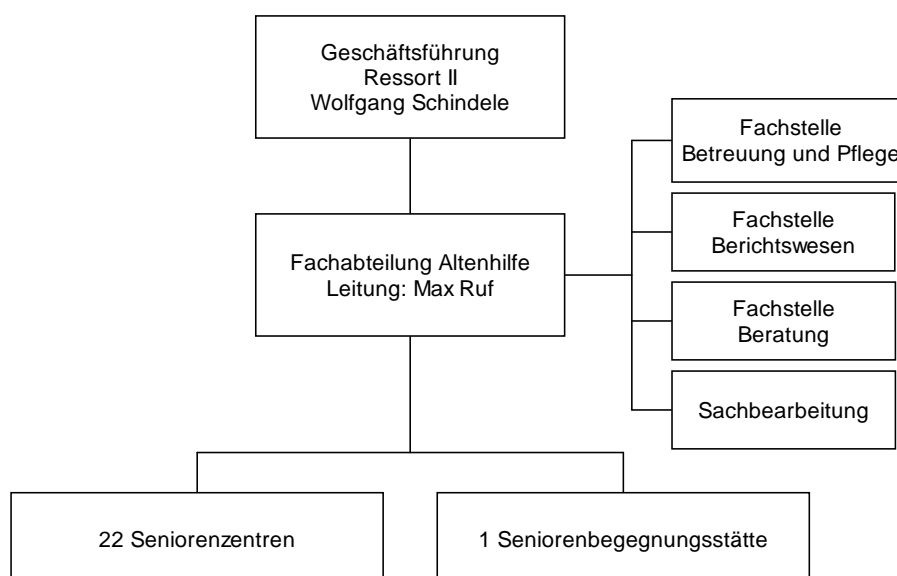 Geschäftsführung
Ressort II
Wolfgang Schindele
Fachstelle
Betreuung und Pflege
Fachabteilung Altenhilfe
Leitung: Max Ruf
Fachstelle
Berichtswesen
Fachstelle
Beratung
Sachbearbeitung
22 Seniorenzentren
1 Seniorenbegegnungsstätte